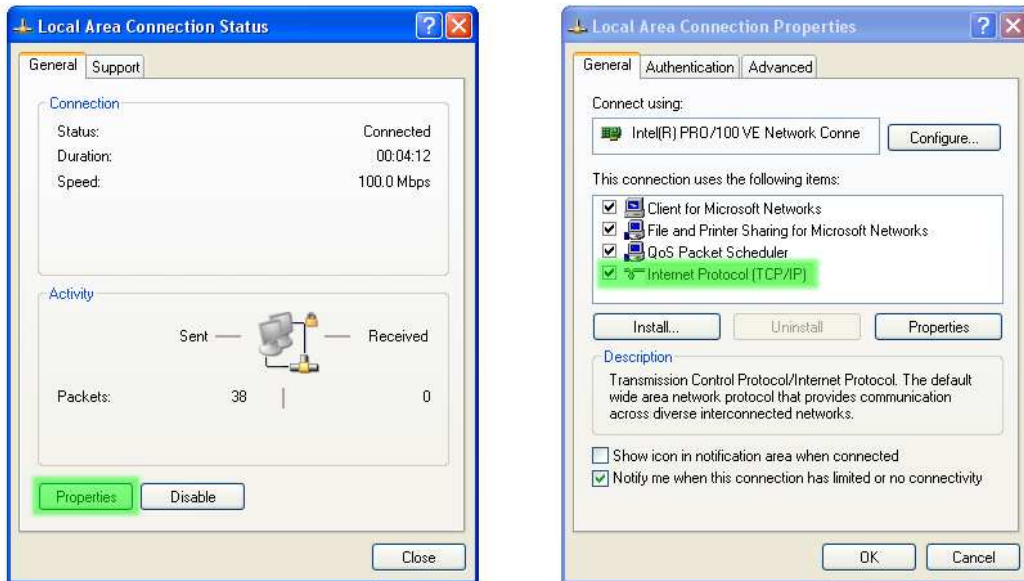 Local Area Connection Status
General
Support
Connection
Status: Connected
Duration: 00:04:12
Speed: 100.0 Mbps
Activity
Sent
Received
Packets: 38 0
Properties
Disable
Close
Local Area Connection Properties
General
Authentication
Advanced
Connect using:
Intel(R) PRO/100 VE Network Conne
Configure...
This connection uses the following items:
Client for Microsoft Networks
File and Printer Sharing for Microsoft Networks
QoS Packet Scheduler
Internet Protocol (TCP/IP)
Install...
Uninstall
Properties
Description
Transmission Control Protocol/Internet Protocol. The default
wide area network protocol that provides communication
across diverse interconnected networks.
Show icon in notification area when connected
Notify me when this connection has limited or no connectivity
OK
Cancel